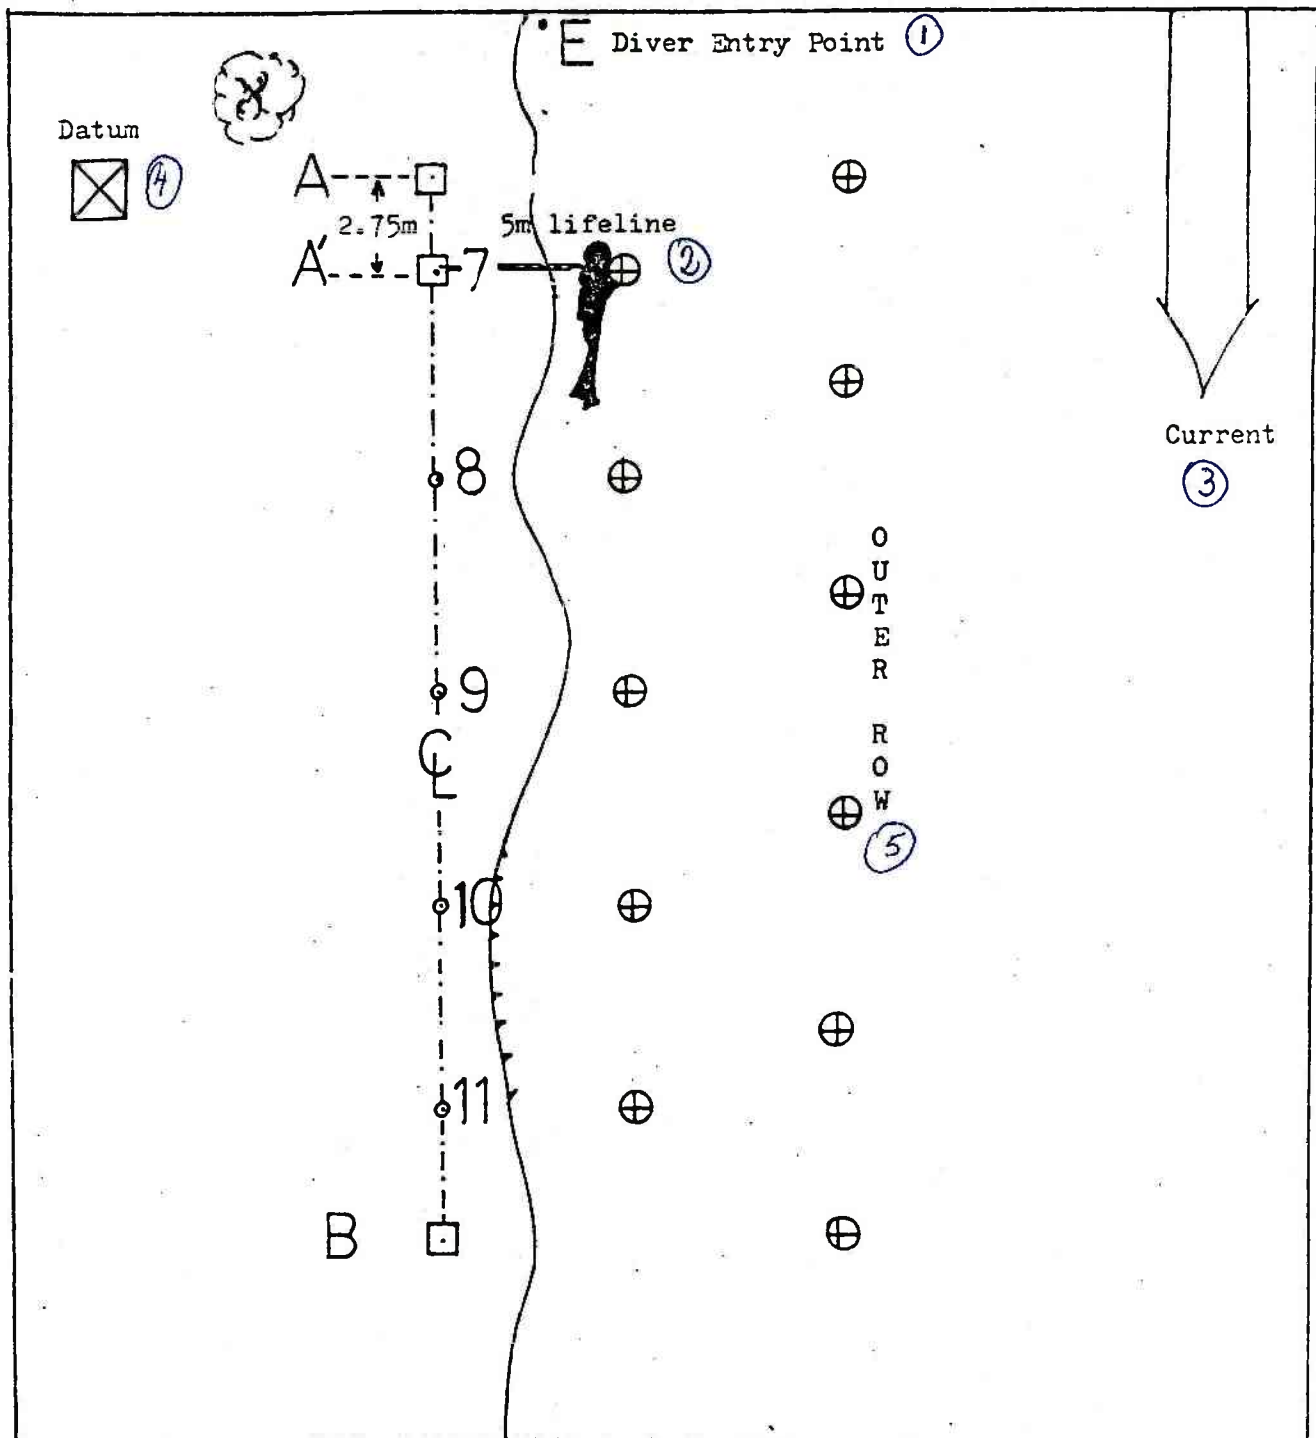 E Diver Entry Point 1
Datum
4
A
2.75m
5m lifeline
A′
7
2
8
Current
3
OUTER ROW
9
C L
5
10
11
B